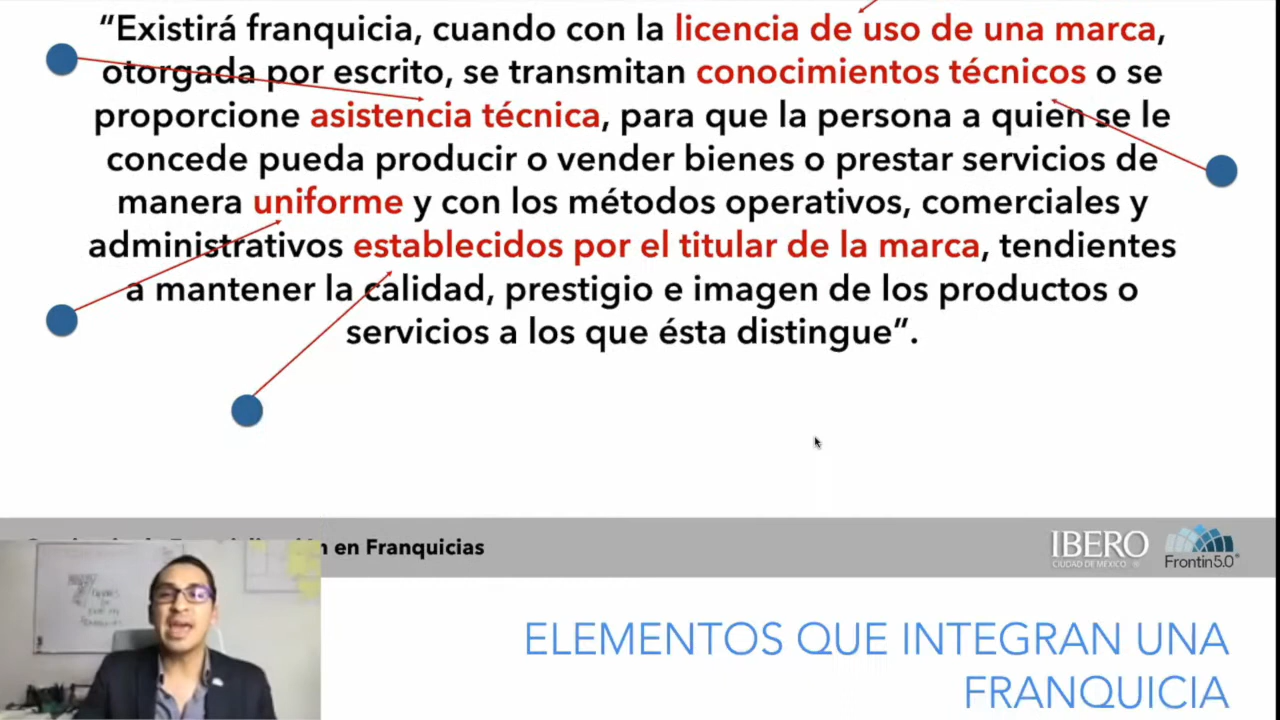 “Existirá franquicia, cuando con la licencia de uso de una marca,
otorgada por escrito, se transmitan conocimientos técnicos o se
proporcione asistencia técnica, para que la persona a quien se le
concede pueda producir o vender bienes o prestar servicios de
manera uniforme y con los métodos operativos, comerciales y
administrativos establecidos por el titular de la marca, tendientes
a mantener la calidad, prestigio e imagen de los productos o
servicios a los que ésta distingue”.
en Franquicias
IBERO
CIUDAD DE MÉXICO
Frontin5.0®
ELEMENTOS QUE INTEGRAN UNA
FRANQUICIA